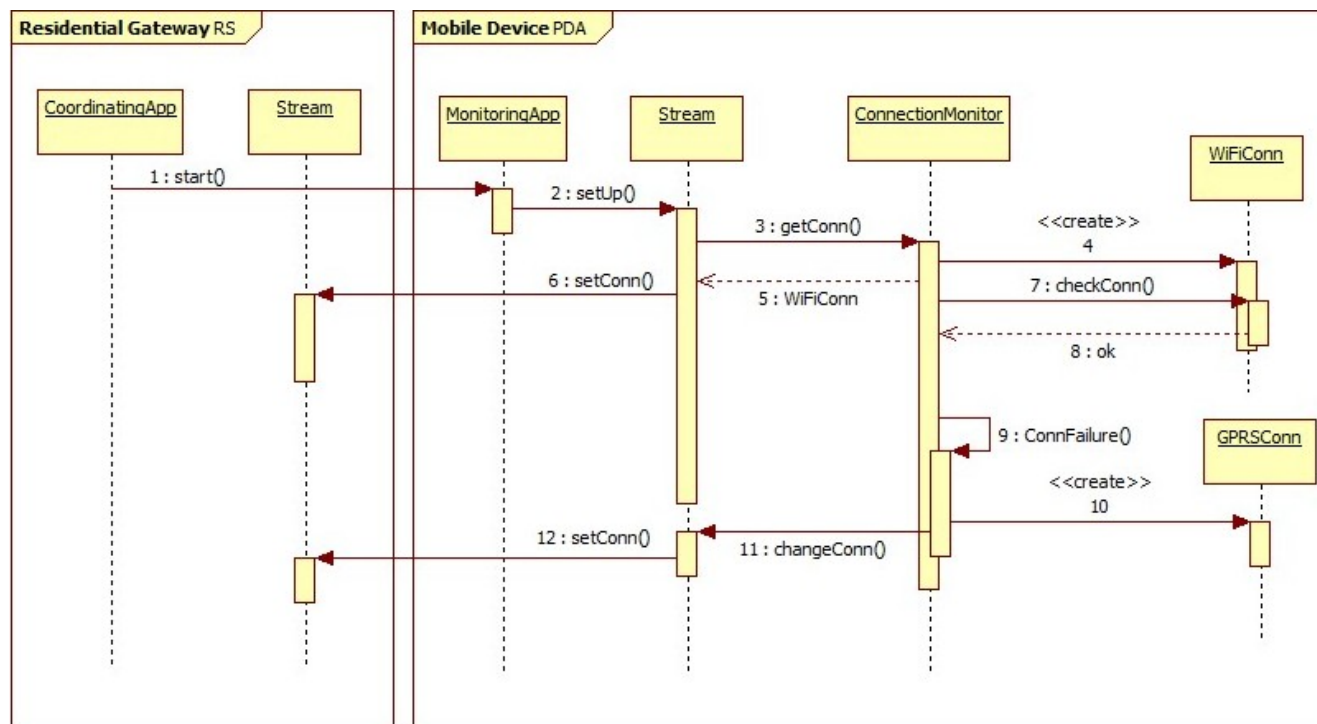 Residential Gateway RS
Mobile Device PDA
CoordinatingApp
Stream
MonitoringApp
Stream
ConnectionMonitor
WiFiConn
1 : start()
2 : setUp()
3 : getConn()
<<create>>
4
5 : WiFiConn
6 : setConn()
7 : checkConn()
8 : ok
9 : ConnFailure()
GPRSConn
<<create>>
10
11 : changeConn()
12 : setConn()